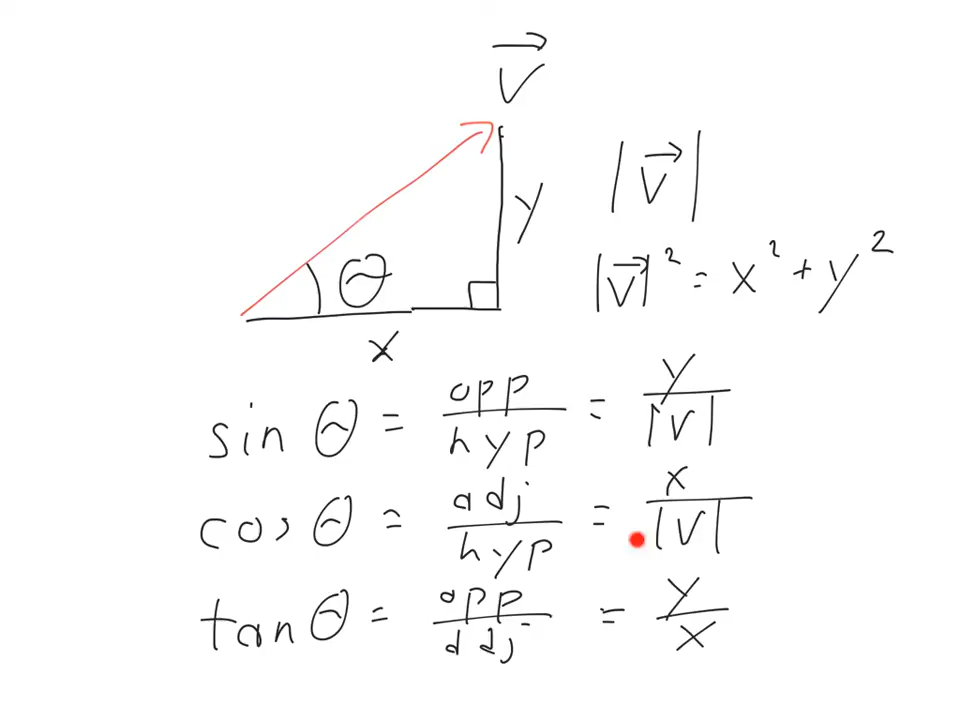 V⃗
y
|V⃗|
θ
|V⃗|² = x² + y²
x
sin θ = opp/hyp = y/|V|
cos θ = adj/hyp = x/|V|
tan θ = opp/adj = y/x